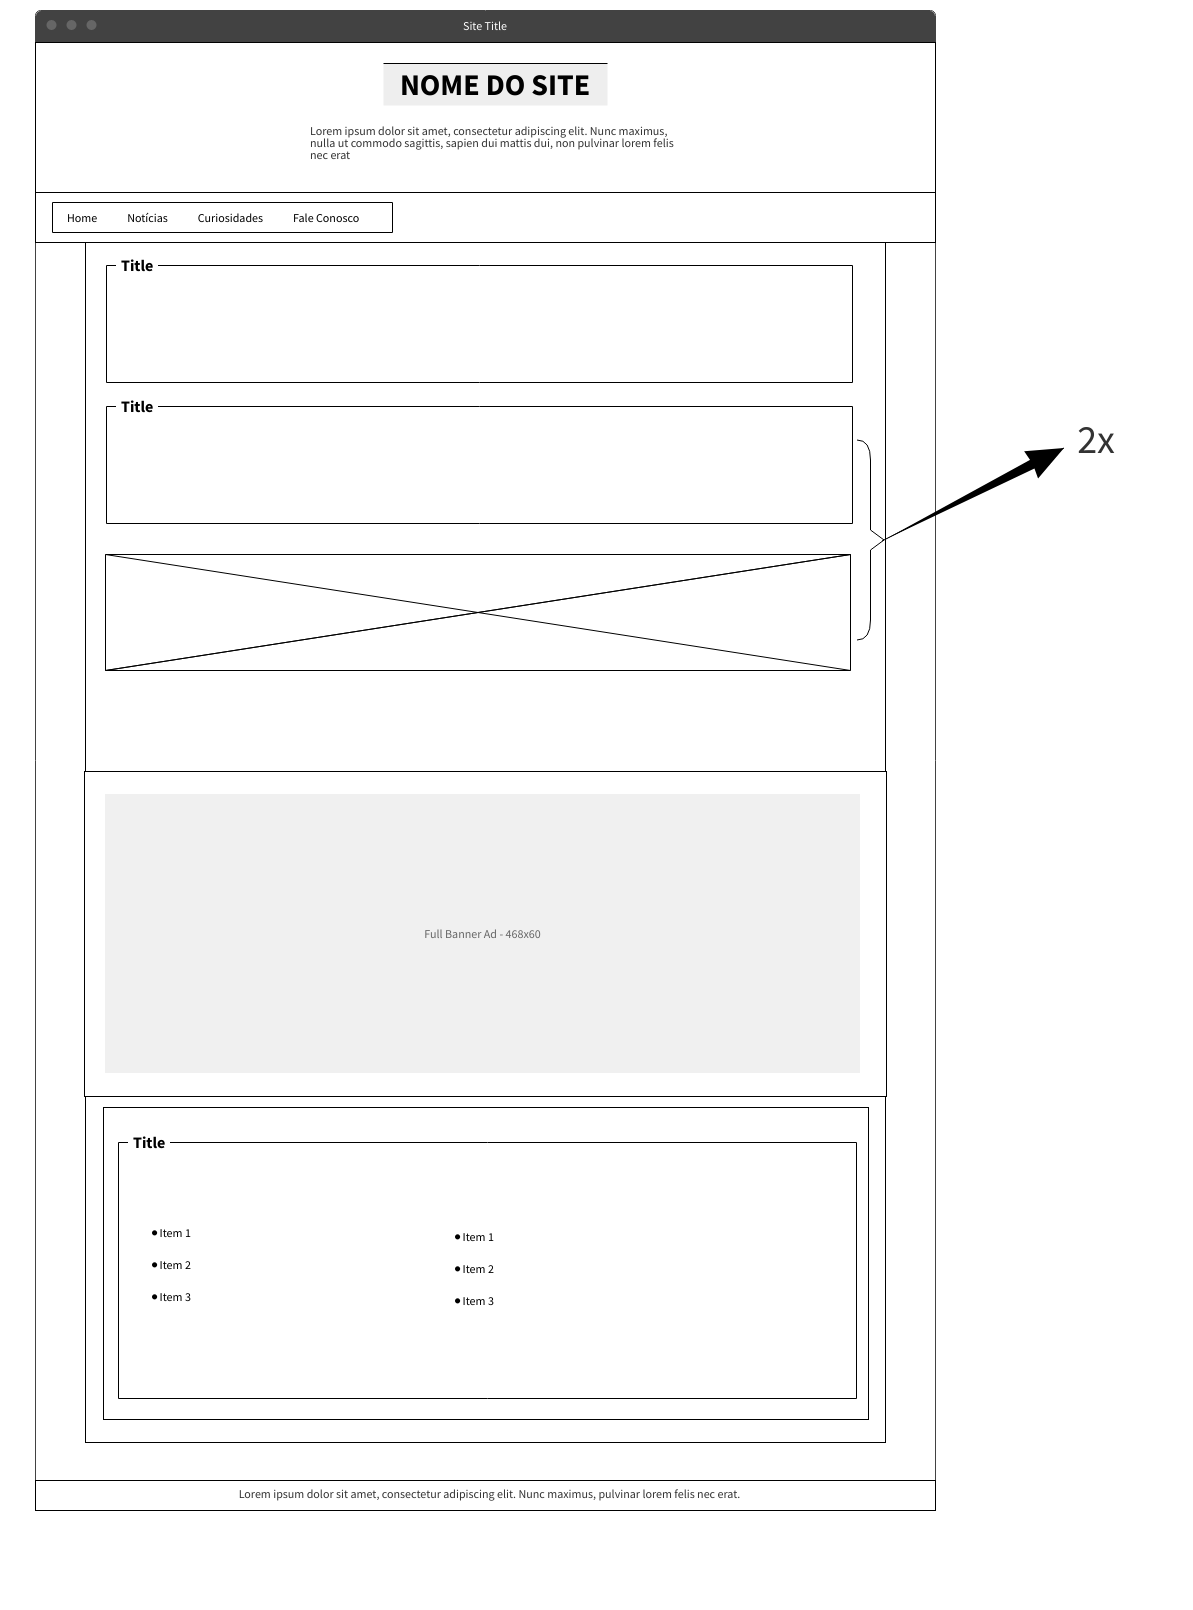 Site Title
NOME DO SITE
Lorem ipsum dolor sit amet, consectetur adipiscing elit. Nunc maximus,
nulla ut commodo sagittis, sapien dui mattis dui, non pulvinar lorem felis
nec erat
Home Notícias Curiosidades Fale Conosco
Title
Title
2x
Full Banner Ad - 468x60
Title
Item 1
Item 2
Item 3
Item 1
Item 2
Item 3
Lorem ipsum dolor sit amet, consectetur adipiscing elit. Nunc maximus, pulvinar lorem felis nec erat.